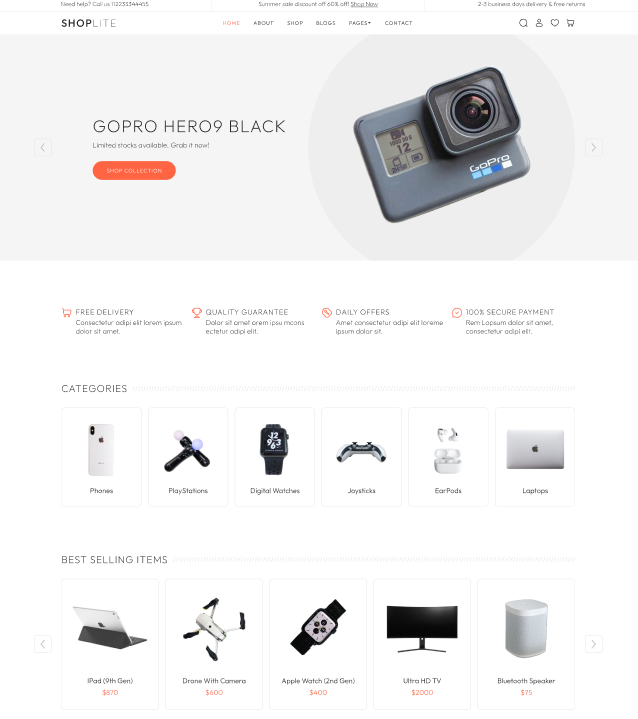 Need help? Call us 112233344455
Summer sale discount off 60% off! Shop Now
2-3 business days delivery & free returns
SHOPLITE
HOME ABOUT SHOP BLOGS PAGES CONTACT
GOPRO HERO9 BLACK
Limited stocks available. Grab it now!
SHOP COLLECTION
12
GoPro
FREE DELIVERY
Consectetur adipi elit lorem ipsum
dolor sit amet.
QUALITY GUARANTEE
Dolor sit amet orem ipsu mcons
ectetur adipi elit.
DAILY OFFERS
Amet consectetur adipi elit loreme
ipsum dolor sit.
100% SECURE PAYMENT
Rem Lopsum dolor sit amet,
consectetur adipi elit.
CATEGORIES
Phones
PlayStations
Digital Watches
Joysticks
EarPods
Laptops
BEST SELLING ITEMS
IPad (9th Gen)
$870
Drone With Camera
$600
Apple Watch (2nd Gen)
$400
Ultra HD TV
$2000
Bluetooth Speaker
$75